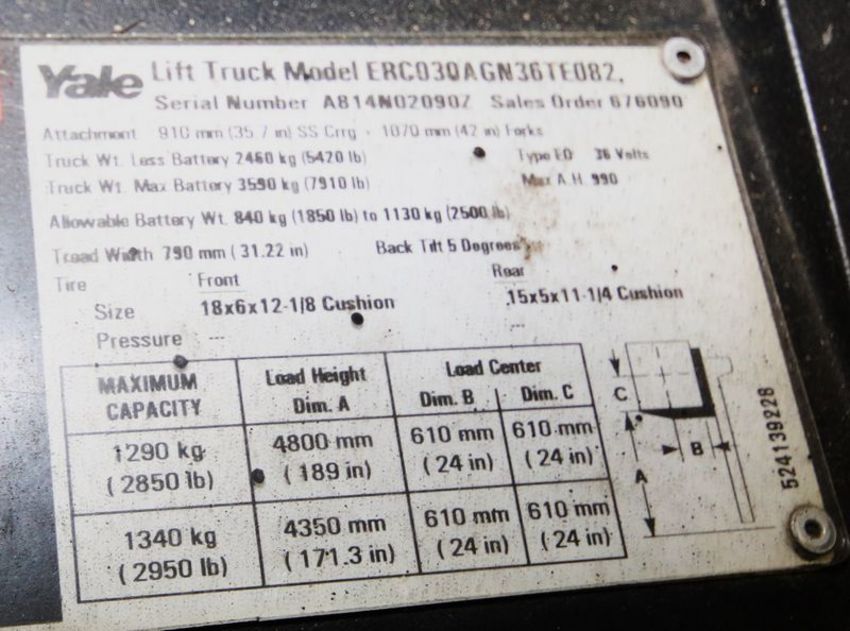 Yale Lift Truck Model ERC030AGN36TE082.
Serial Number A814N02090Z Sales Order 676090
Attachment 910 mm (35.7 in) SS Crrg - 1070 mm (42 in) Forks
Truck Wt. Less Battery 2460 kg (5420 lb) Type EO 36 Volts
Truck Wt. Max Battery 3590 kg (7910 lb) Max A.H. 990
Allowable Battery Wt. 840 kg (1850 lb) to 1130 kg (2500 lb)
Tread Width 790 mm (31.22 in) Back Tilt 5 Degrees
Tire Front Rear
Size 18x6x12-1/8 Cushion 15x5x11-1/4 Cushion
Pressure --- ---
MAXIMUM CAPACITY Load Height Dim. A Load Center Dim. B Dim. C
1290 kg (2850 lb) 4800 mm (189 in) 610 mm (24 in) 610 mm (24 in)
1340 kg (2950 lb) 4350 mm (171.3 in) 610 mm (24 in) 610 mm (24 in)
C
B
A
524139228